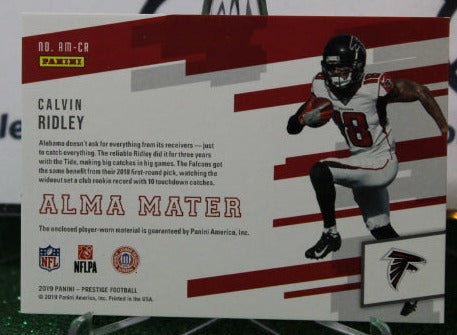 NO. AM-CR
PANINI
CALVIN
RIDLEY
Alabama doesn't ask for everything from its receivers — just
to catch everything. The reliable Ridley did it for three years
with the Tide, making big catches in big games. The Falcons got
the same benefit from their 2018 first-round pick, watching the
wideout set a club rookie record with 10 touchdown catches.
ALMA MATER
The enclosed player-worn material is guaranteed by Panini America, Inc.
NFL
NFLPA
2019 PANINI – PRESTIGE FOOTBALL
© 2019 Panini America, Inc. Printed in the USA.
18